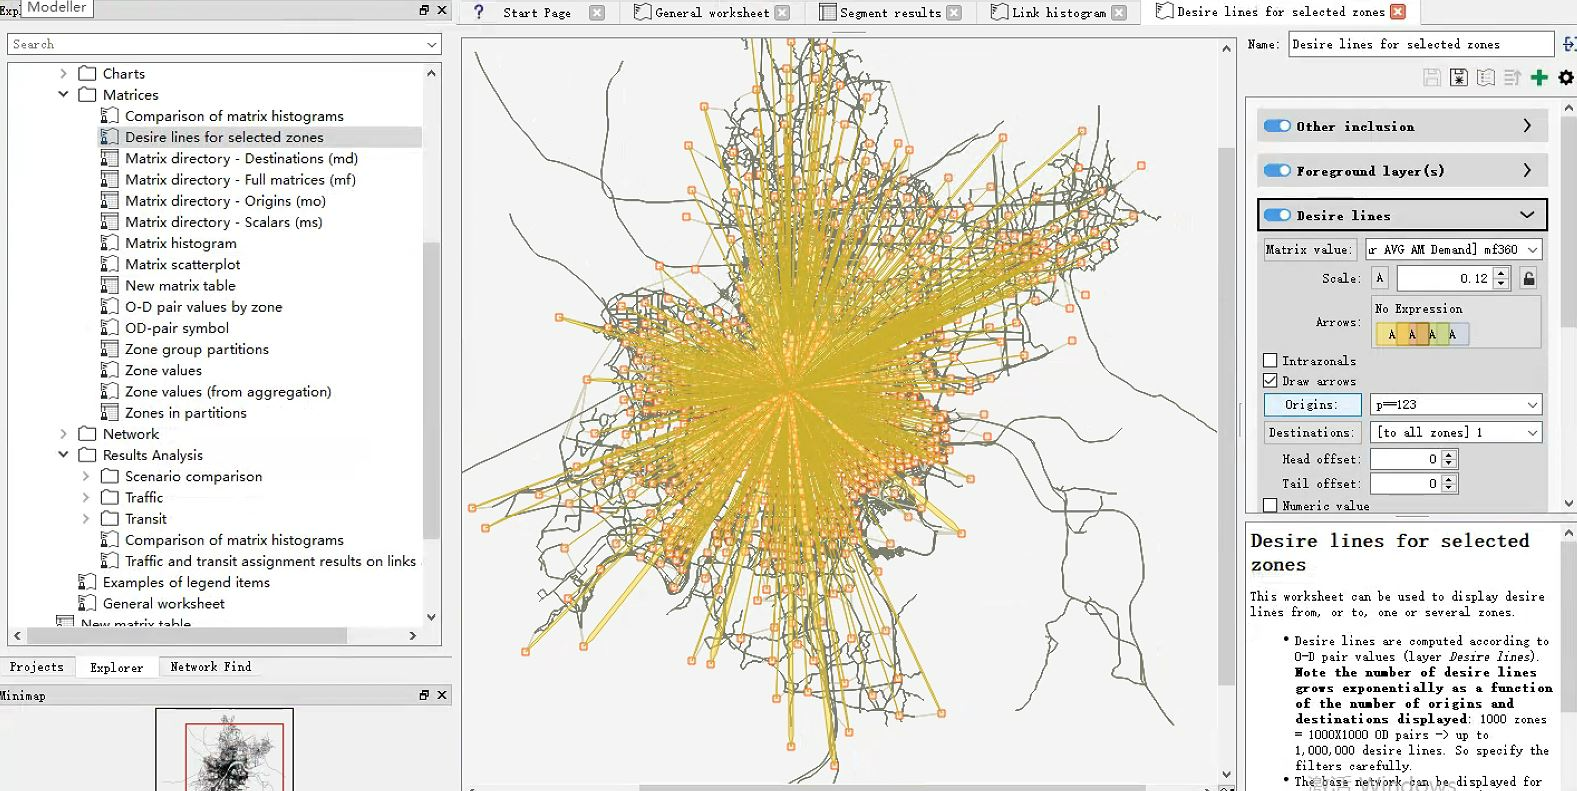 Exp
Modeller
Search
Charts
Matrices
Comparison of matrix histograms
Desire lines for selected zones
Matrix directory - Destinations (md)
Matrix directory - Full matrices (mf)
Matrix directory - Origins (mo)
Matrix directory - Scalars (ms)
Matrix histogram
Matrix scatterplot
New matrix table
O-D pair values by zone
OD-pair symbol
Zone group partitions
Zone values
Zone values (from aggregation)
Zones in partitions
Network
Results Analysis
Scenario comparison
Traffic
Transit
Comparison of matrix histograms
Traffic and transit assignment results on links
Examples of legend items
General worksheet
New matrix table
Projects Explorer Network Find
Minimap
? Start Page General worksheet Segment results Link histogram Desire lines for selected zones
Name: Desire lines for selected zones
Other inclusion
Foreground layer(s)
Desire lines
Matrix value: r AVG AM Demand] mf360
Scale: A 0.12
Arrows: No Expression
A A A A
Intrazonals
Draw arrows
Origins: p==123
Destinations: [to all zones] 1
Head offset: 0
Tail offset: 0
Numeric value
Desire lines for selected
zones
This worksheet can be used to display desire
lines from, or to, one or several zones.
• Desire lines are computed according to
O-D pair values (layer Desire lines).
Note the number of desire lines
grows exponentially as a function
of the number of origins and
destinations displayed: 1000 zones
= 1000X1000 OD pairs -> up to
1,000,000 desire lines. So specify the
filters carefully.
• The base network can be displayed for
Windows